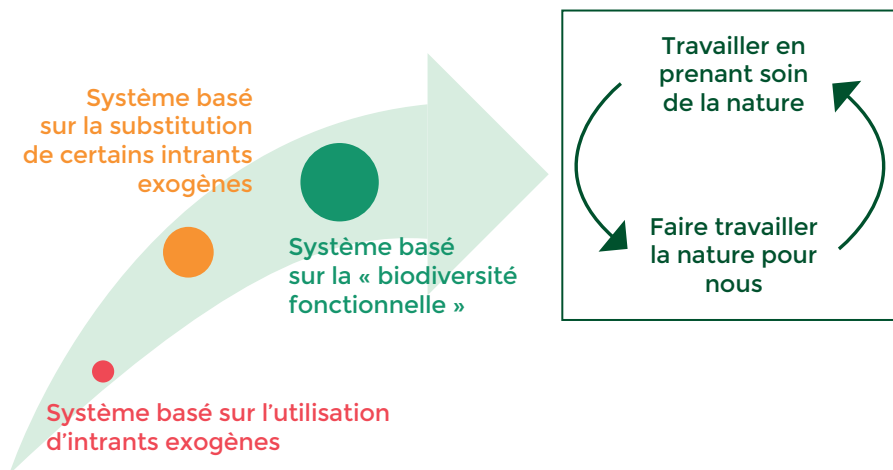 Système basé
sur la substitution
de certains intrants
exogènes
Système basé
sur la « biodiversité
fonctionnelle »
Système basé sur l’utilisation
d’intrants exogènes
Travailler en
prenant soin
de la nature
Faire travailler
la nature pour
nous